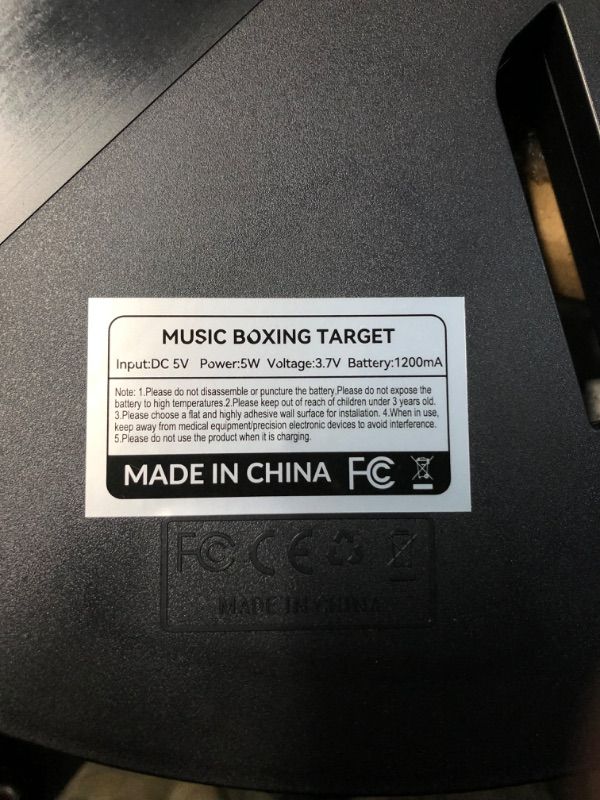 MUSIC BOXING TARGET
Input:DC 5V Power:5W Voltage:3.7V Battery:1200mA
Note: 1.Please do not disassemble or puncture the battery.Please do not expose the
battery to high temperatures.2.Please keep out of reach of children under 3 years old.
3.Please choose a flat and highly adhesive wall surface for installation. 4.When in use,
keep away from medical equipment/precision electronic devices to avoid interference.
5.Please do not use the product when it is charging.
MADE IN CHINA FC
FC CE
MADE IN CHINA